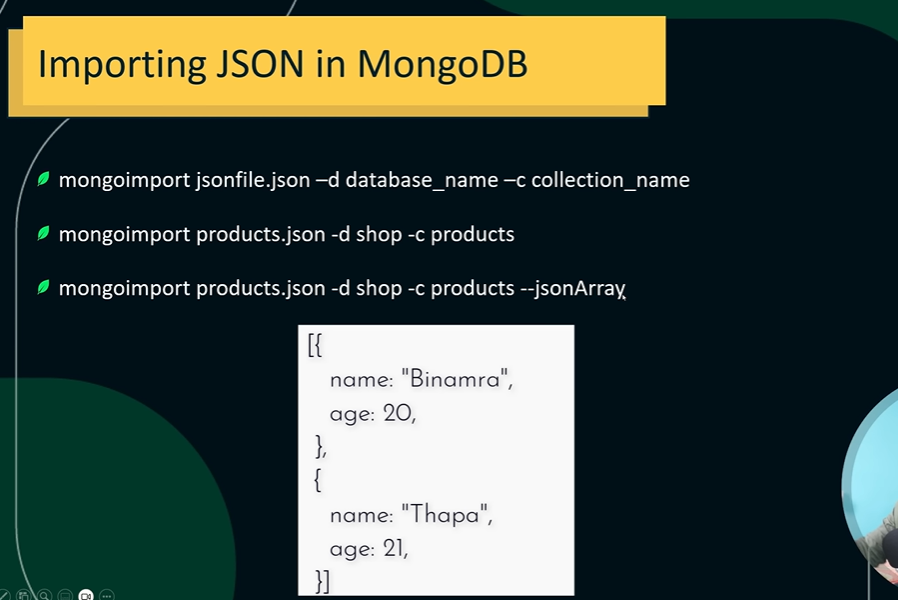 Importing JSON in MongoDB
mongoimport jsonfile.json –d database_name –c collection_name
mongoimport products.json -d shop -c products
mongoimport products.json -d shop -c products --jsonArray
[{
name: "Binamra",
age: 20,
},
{
name: "Thapa",
age: 21,
}]